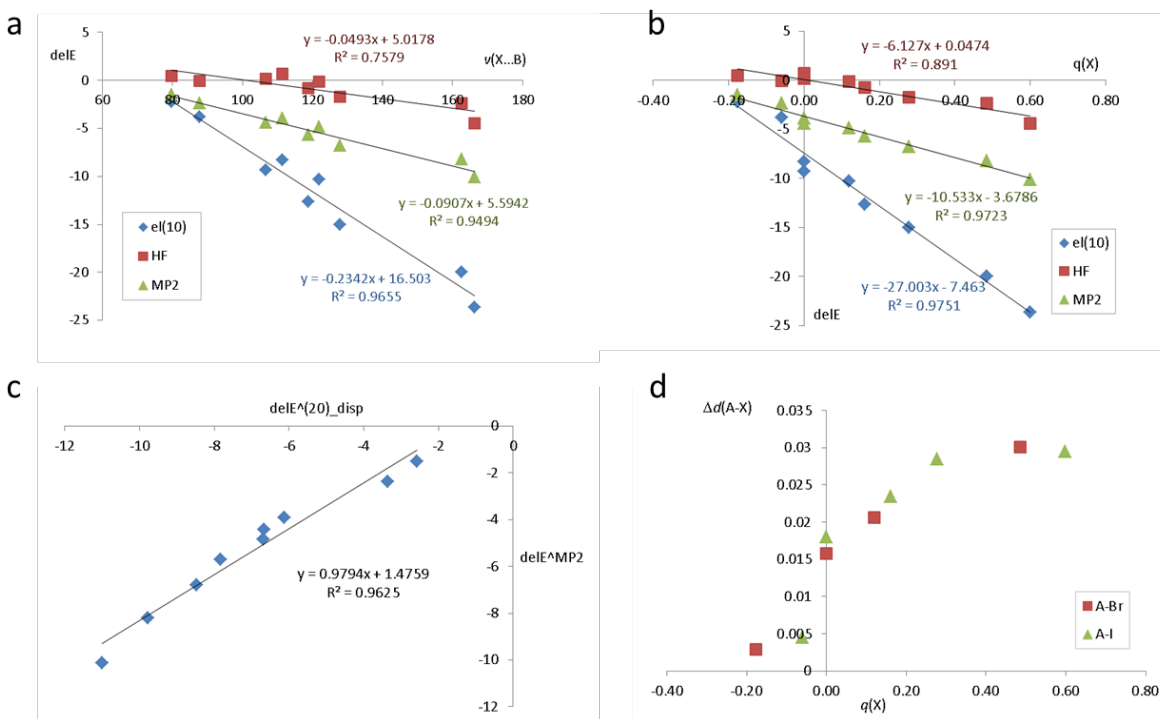 a
delE
5
0
-5
-10
-15
-20
-25
60
80
100
120
140
160
180
ν(X...B)
y = -0.0493x + 5.0178
R² = 0.7579
y = -0.0907x + 5.5942
R² = 0.9494
y = -0.2342x + 16.503
R² = 0.9655
el(10)
HF
MP2
b
5
0
-5
-10
-15
-20
-25
-0.40
-0.20
0.00
0.20
0.40
0.60
0.80
q(X)
y = -6.127x + 0.0474
R² = 0.891
y = -10.533x - 3.6786
R² = 0.9723
y = -27.003x - 7.463
R² = 0.9751
delE
el(10)
HF
MP2
c
delE^(20)_disp
-12
-10
-8
-6
-4
-2
0
0
-2
-4
-6
-8
-10
-12
delE^MP2
y = 0.9794x + 1.4759
R² = 0.9625
d
Δd(A-X)
0.035
0.03
0.025
0.02
0.015
0.01
0.005
0
-0.40
-0.20
0.00
0.20
0.40
0.60
0.80
q(X)
A-Br
A-I